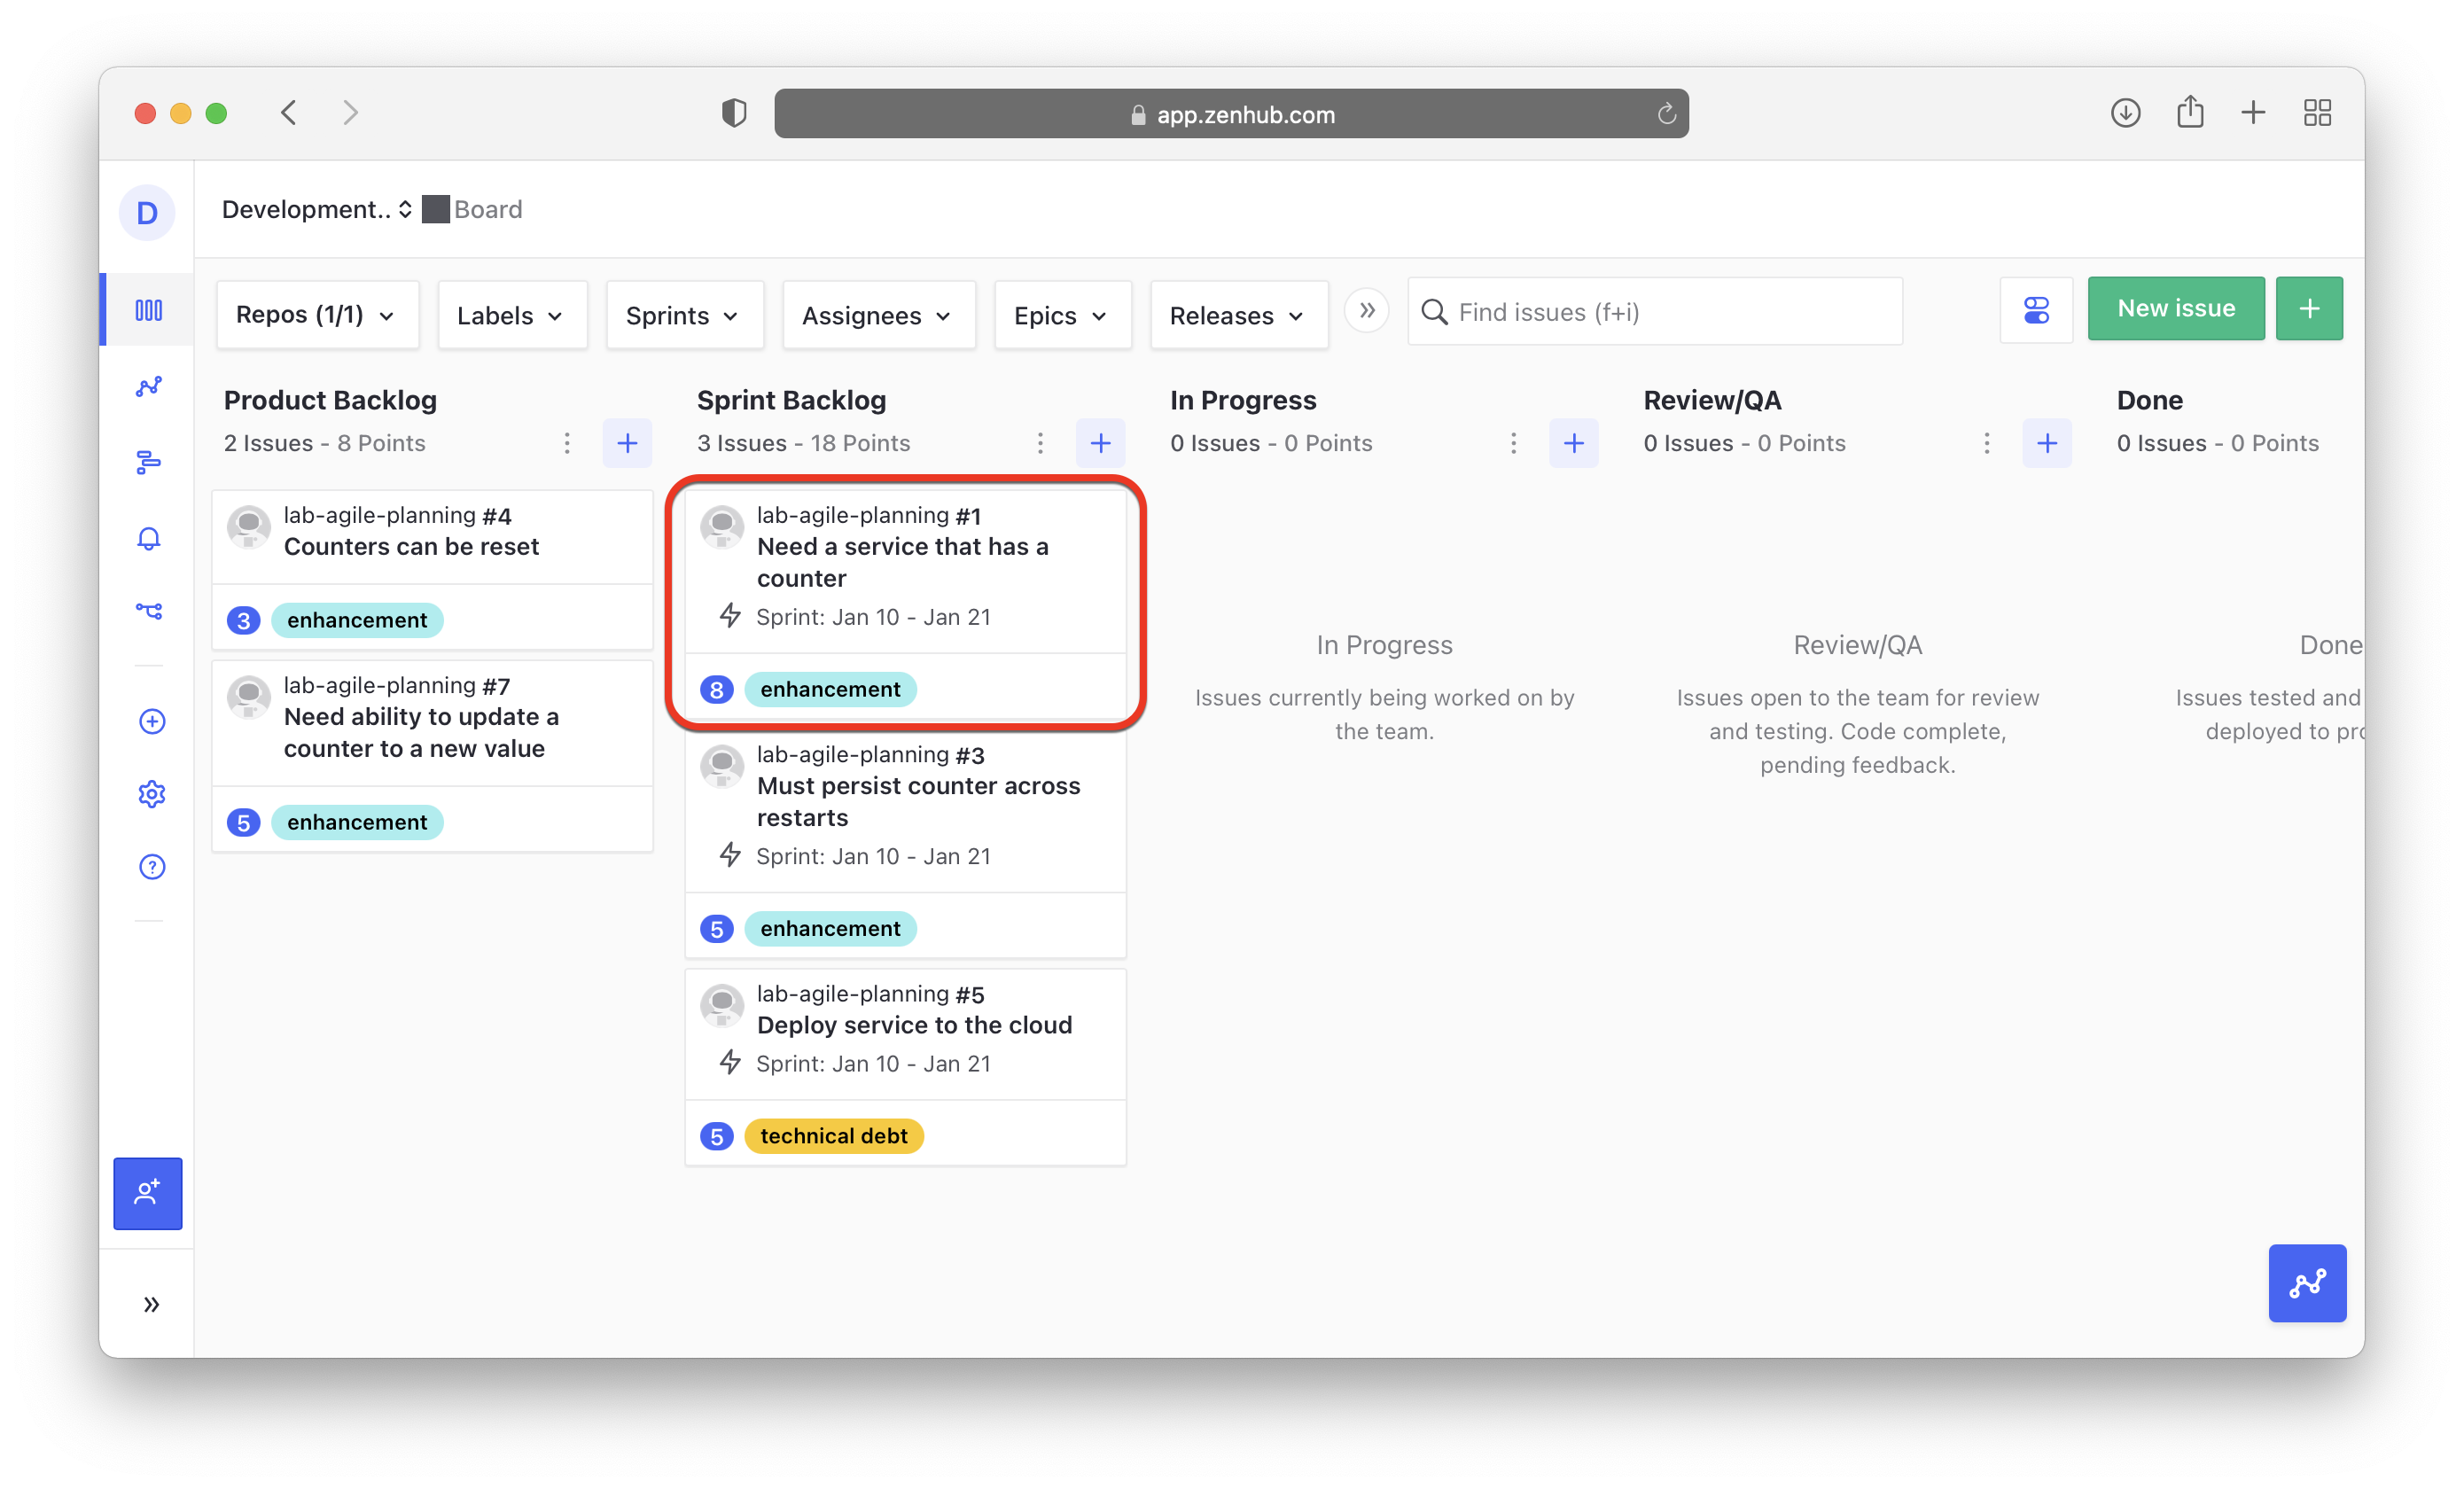 app.zenhub.com
D
Development..
Board
Repos (1/1)
Labels
Sprints
Assignees
Epics
Releases
Find issues (f+i)
New issue
Product Backlog
2 Issues - 8 Points
lab-agile-planning #4
Counters can be reset
3 enhancement
lab-agile-planning #7
Need ability to update a
counter to a new value
5 enhancement
Sprint Backlog
3 Issues - 18 Points
lab-agile-planning #1
Need a service that has a
counter
Sprint: Jan 10 - Jan 21
8 enhancement
lab-agile-planning #3
Must persist counter across
restarts
Sprint: Jan 10 - Jan 21
5 enhancement
lab-agile-planning #5
Deploy service to the cloud
Sprint: Jan 10 - Jan 21
5 technical debt
In Progress
0 Issues - 0 Points
In Progress
Issues currently being worked on by
the team.
Review/QA
0 Issues - 0 Points
Review/QA
Issues open to the team for review
and testing. Code complete,
pending feedback.
Done
0 Issues - 0 Points
Done
Issues tested and
deployed to pro